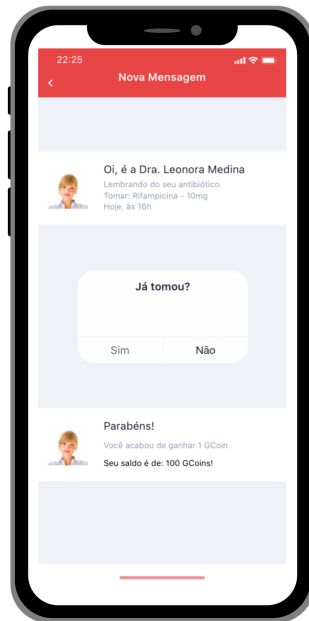 22:25
Nova Mensagem
Oi, é a Dra. Leonora Medina
Lembrando do seu antibiótico.
Tomar: Rifampicina - 10mg
Hoje, às 16h
Já tomou?
Sim Não
Parabéns!
Você acabou de ganhar 1 GCoin
Seu saldo é de: 100 GCoins!